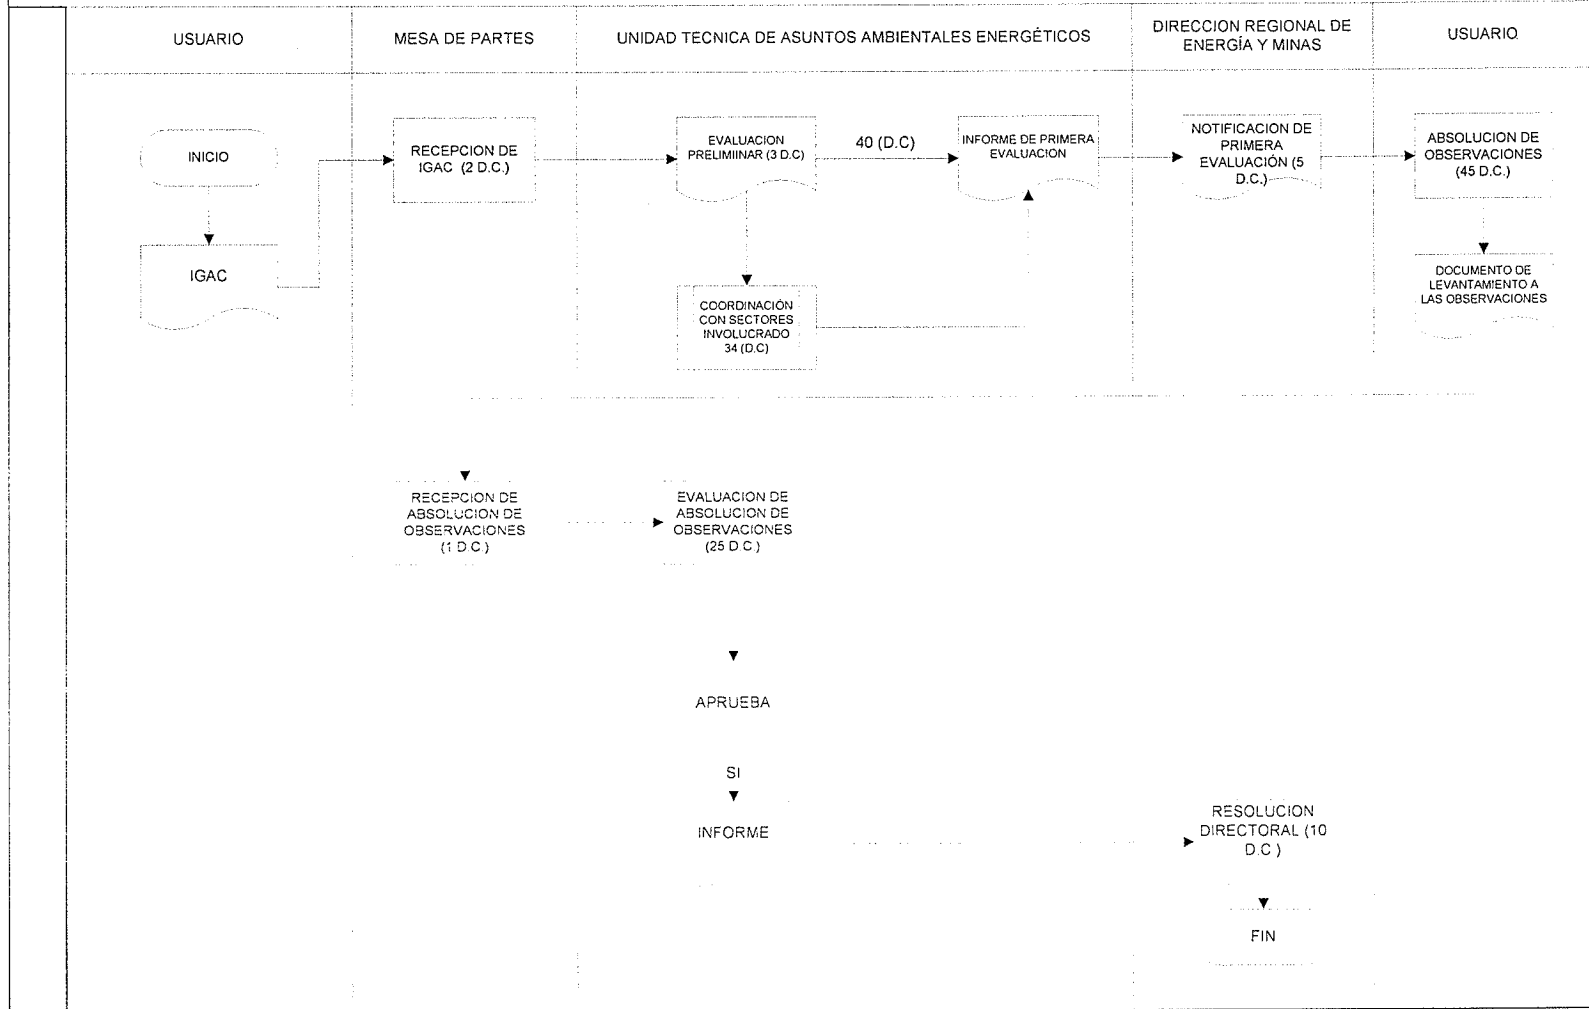 USUARIO
MESA DE PARTES
UNIDAD TECNICA DE ASUNTOS AMBIENTALES ENERGÉTICOS
DIRECCION REGIONAL DE
ENERGÍA Y MINAS
USUARIO
INICIO
RECEPCION DE
IGAC (2 D.C.)
EVALUACION
PRELIMIINAR (3 D.C)
40 (D.C)
INFORME DE PRIMERA
EVALUACION
NOTIFICACION DE
PRIMERA
EVALUACIÓN (5
D.C.)
ABSOLUCION DE
OBSERVACIONES
(45 D.C.)
IGAC
COORDINACIÓN
CON SECTORES
INVOLUCRADO
34 (D.C)
DOCUMENTO DE
LEVANTAMIENTO A
LAS OBSERVACIONES
RECEPCION DE
ABSOLUCION DE
OBSERVACIONES
(1 D.C.)
EVALUACION DE
ABSOLUCION DE
OBSERVACIONES
(25 D.C.)
APRUEBA
SI
INFORME
RESOLUCION
DIRECTORAL (10
D.C )
FIN